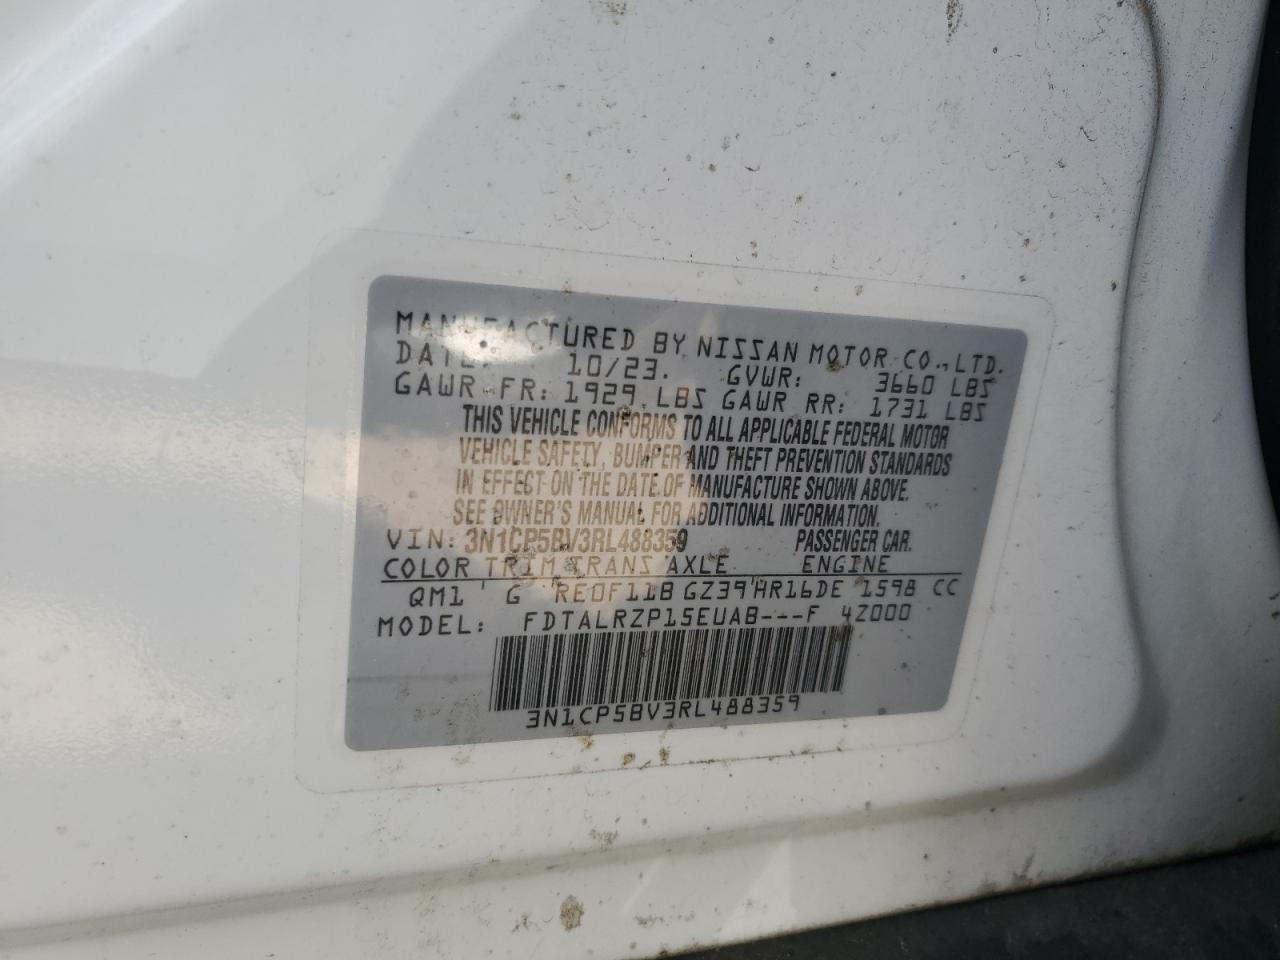 MANUFACTURED BY NISSAN MOTOR CO.,LTD.
DATE: 10/23. GVWR: 3660 LBS
GAWR FR: 1929 LBS GAWR RR: 1731 LBS
THIS VEHICLE CONFORMS TO ALL APPLICABLE FEDERAL MOTOR
VEHICLE SAFETY, BUMPER AND THEFT PREVENTION STANDARDS
IN EFFECT ON THE DATE OF MANUFACTURE SHOWN ABOVE.
SEE OWNER'S MANUAL FOR ADDITIONAL INFORMATION.
VIN: 3N1CP5BV3RL488359 PASSENGER CAR.
COLOR TRIM TRANS AXLE ENGINE
QM1 G RE0F11B GZ39 HR16DE 1598 CC
MODEL: FDTALRZP15EUAB---F 4Z000
3N1CP5BV3RL488359